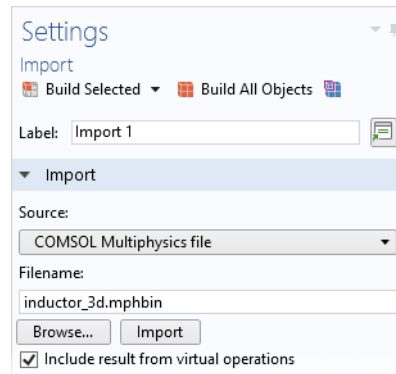 Settings
Import
Build Selected Build All Objects
Label: Import 1
Import
Source:
COMSOL Multiphysics file
Filename:
inductor_3d.mphbin
Browse... Import
Include result from virtual operations